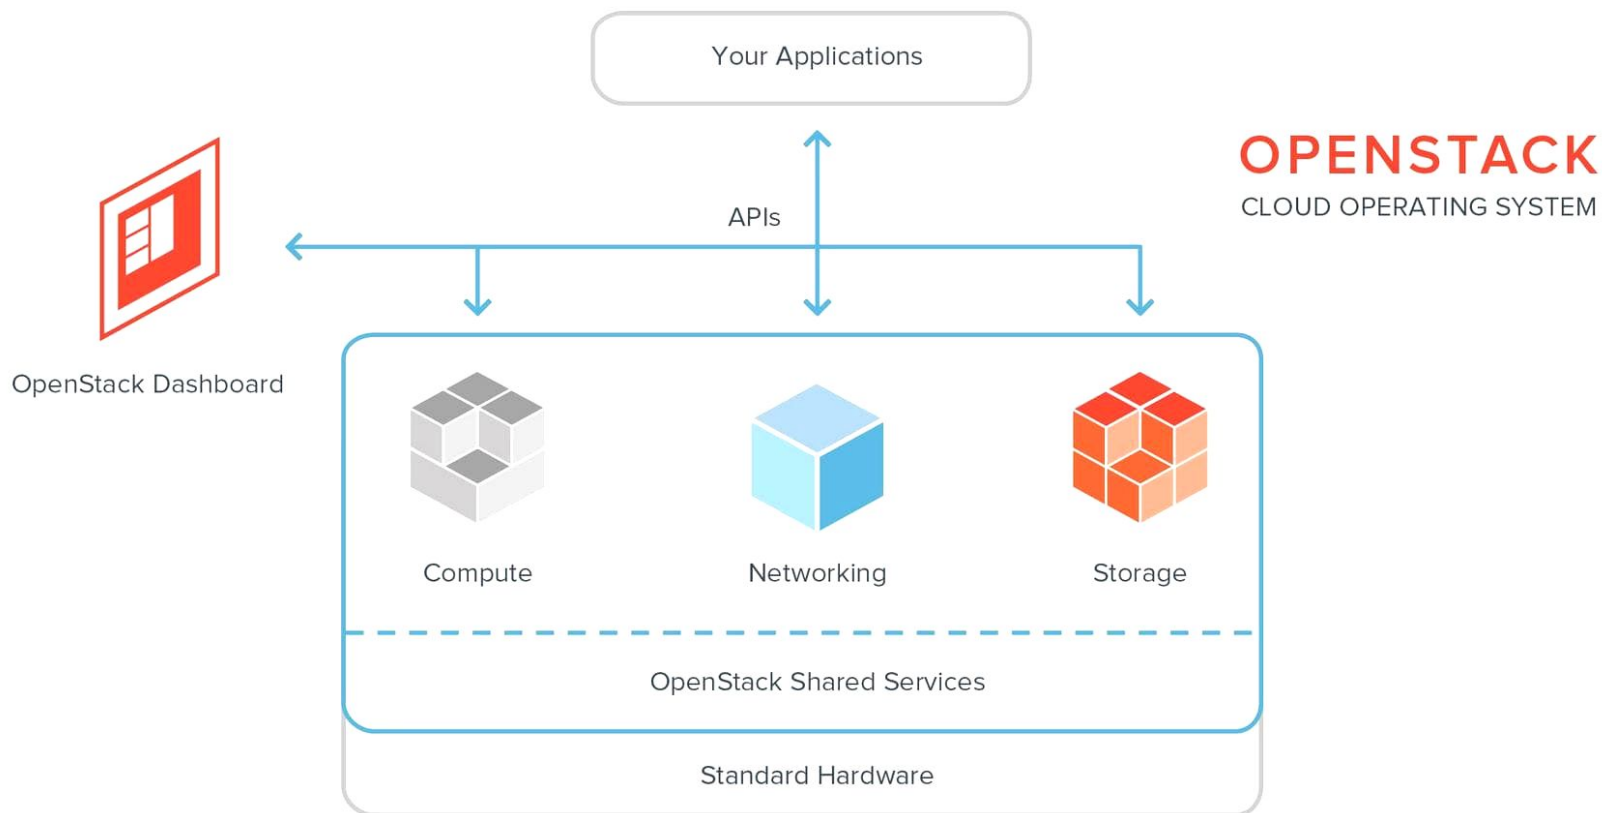 Your Applications
OPENSTACK
CLOUD OPERATING SYSTEM
APIs
OpenStack Dashboard
Compute
Networking
Storage
OpenStack Shared Services
Standard Hardware